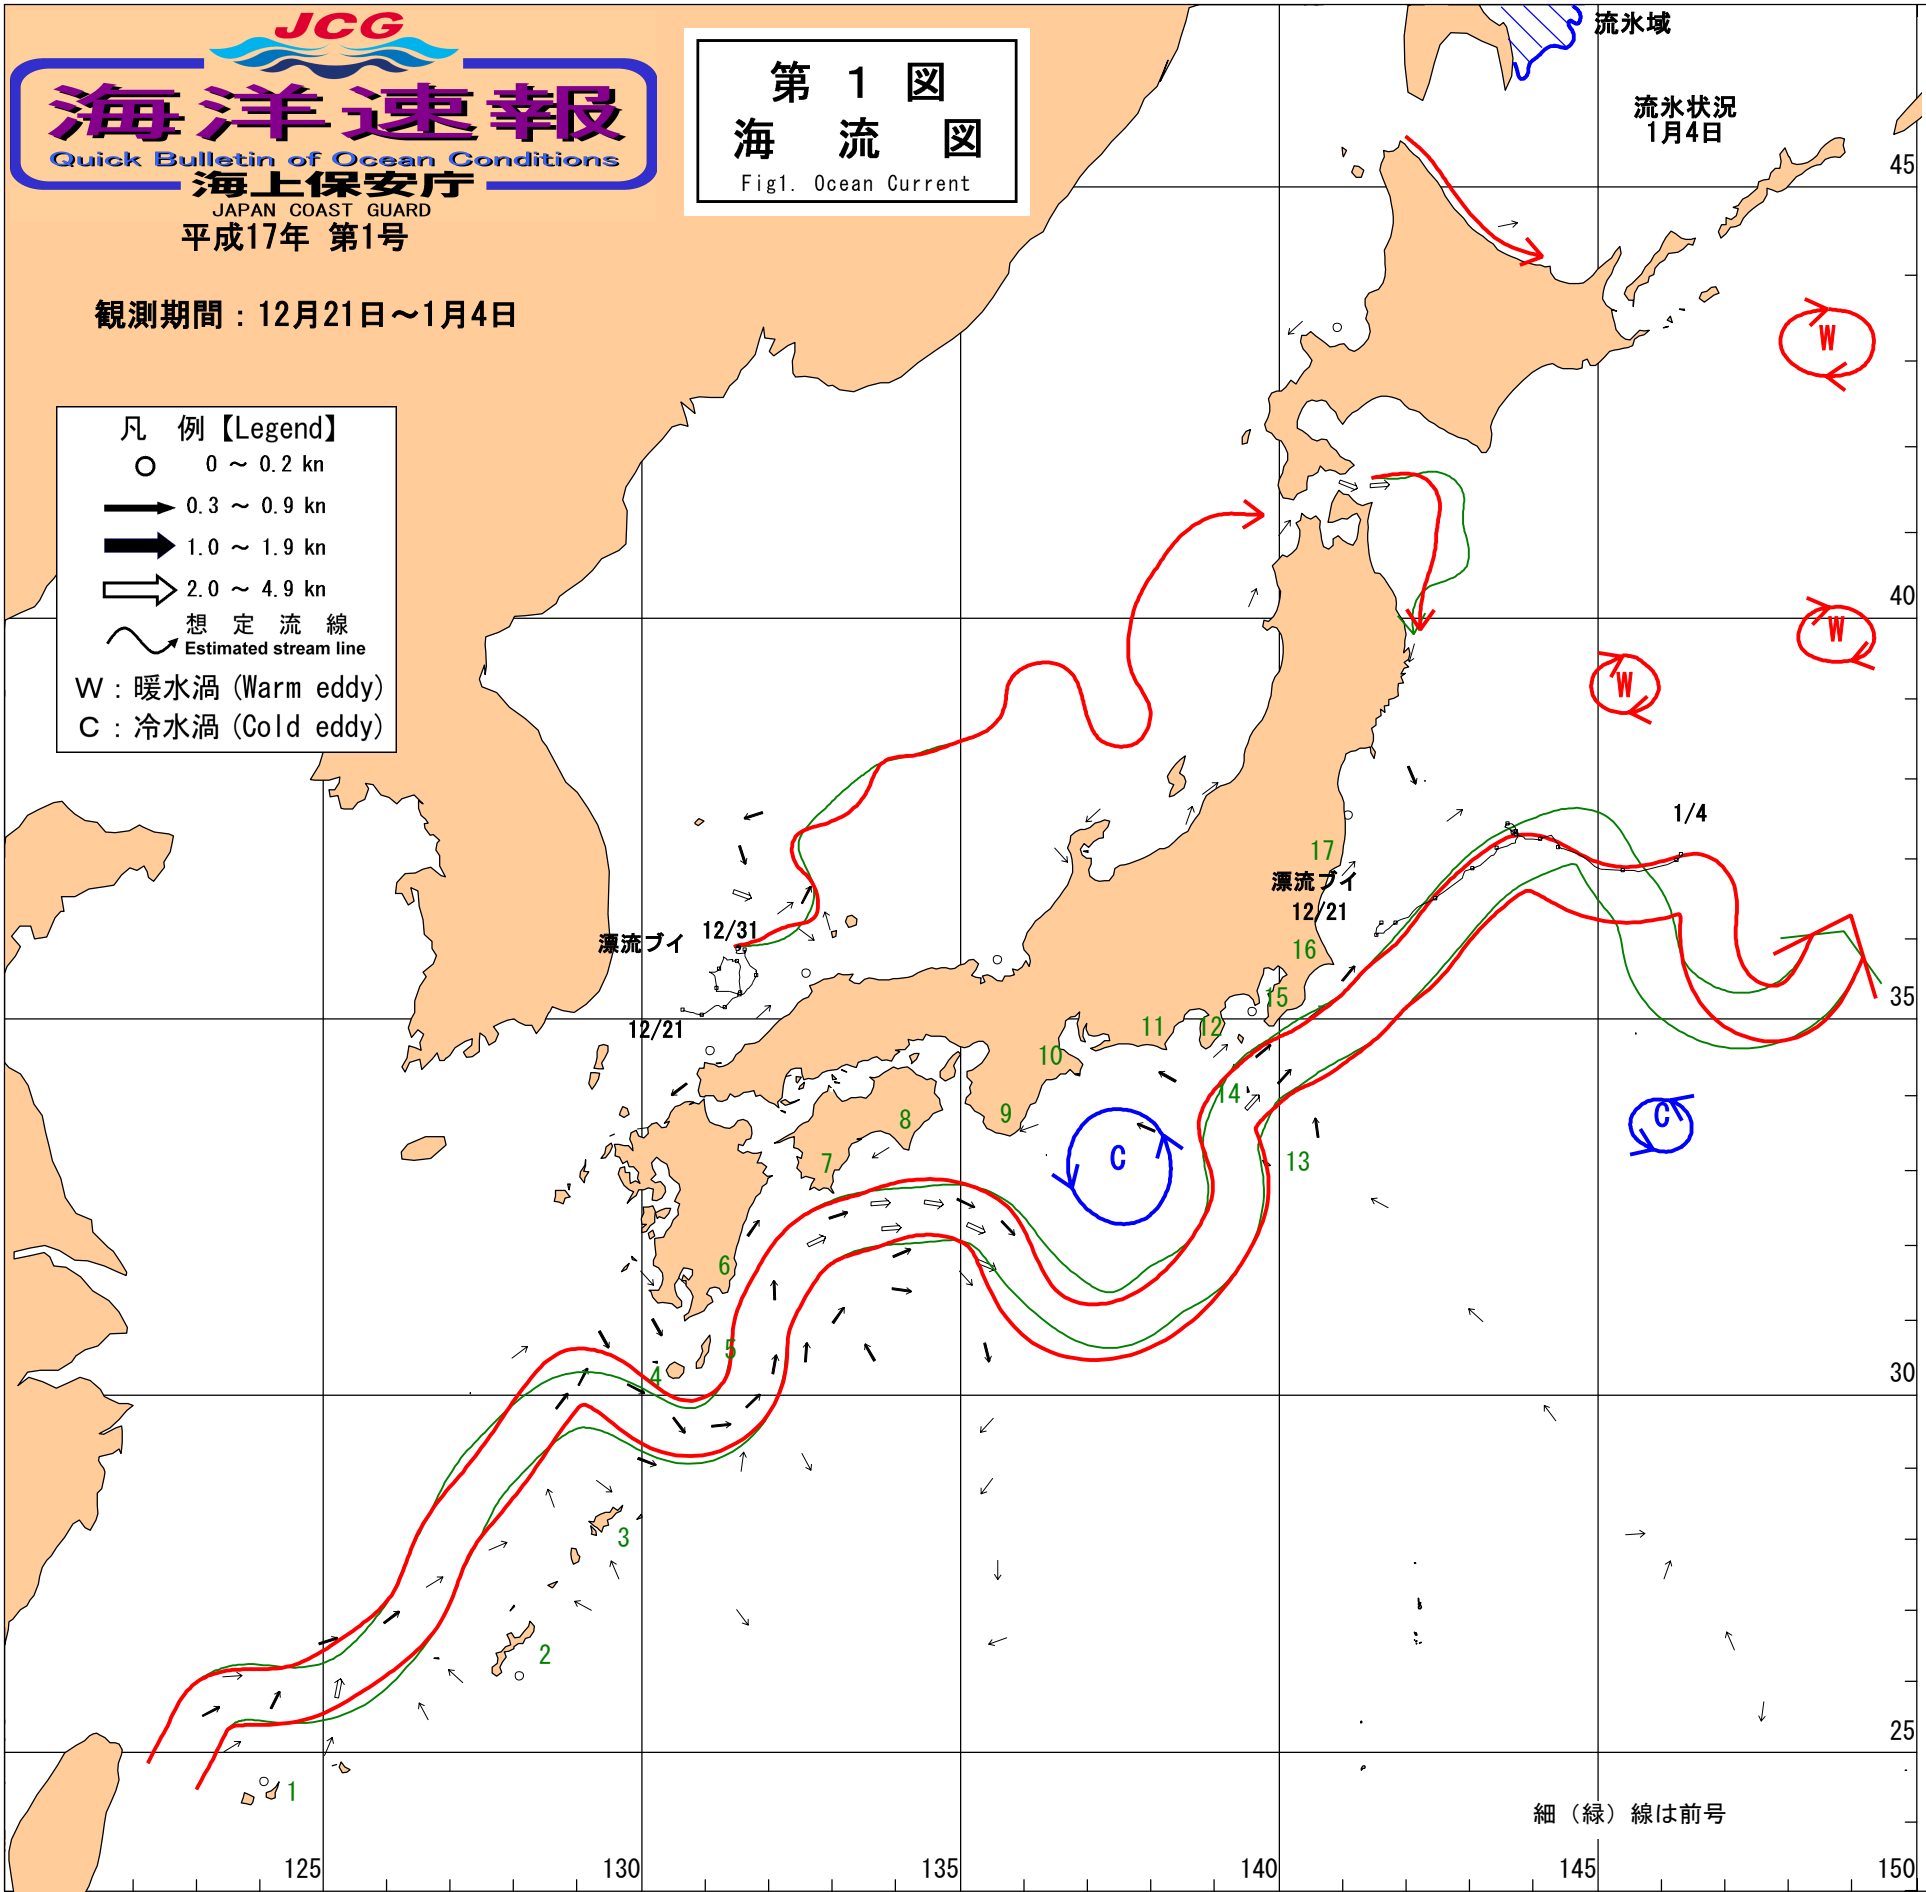 JCG
海洋速報
Quick Bulletin of Ocean Conditions
海上保安庁
JAPAN COAST GUARD
平成17年 第1号
観測期間：12月21日～1月4日
第 1 図
海 流 図
Fig1. Ocean Current
流氷域
流氷状況
1月4日
凡 例【Legend】
0 ～ 0.2 kn
0.3 ～ 0.9 kn
1.0 ～ 1.9 kn
2.0 ～ 4.9 kn
想 定 流 線
Estimated stream line
W：暖水渦 (Warm eddy)
C：冷水渦 (Cold eddy)
45
W
40
W
W
1/4
17
漂流ブイ
12/21
漂流ブイ
12/31
16
15
35
12/21
11
12
10
14
9
8
C
C
7
13
6
5
4
30
3
2
25
1
細（緑）線は前号
125
130
135
140
145
150